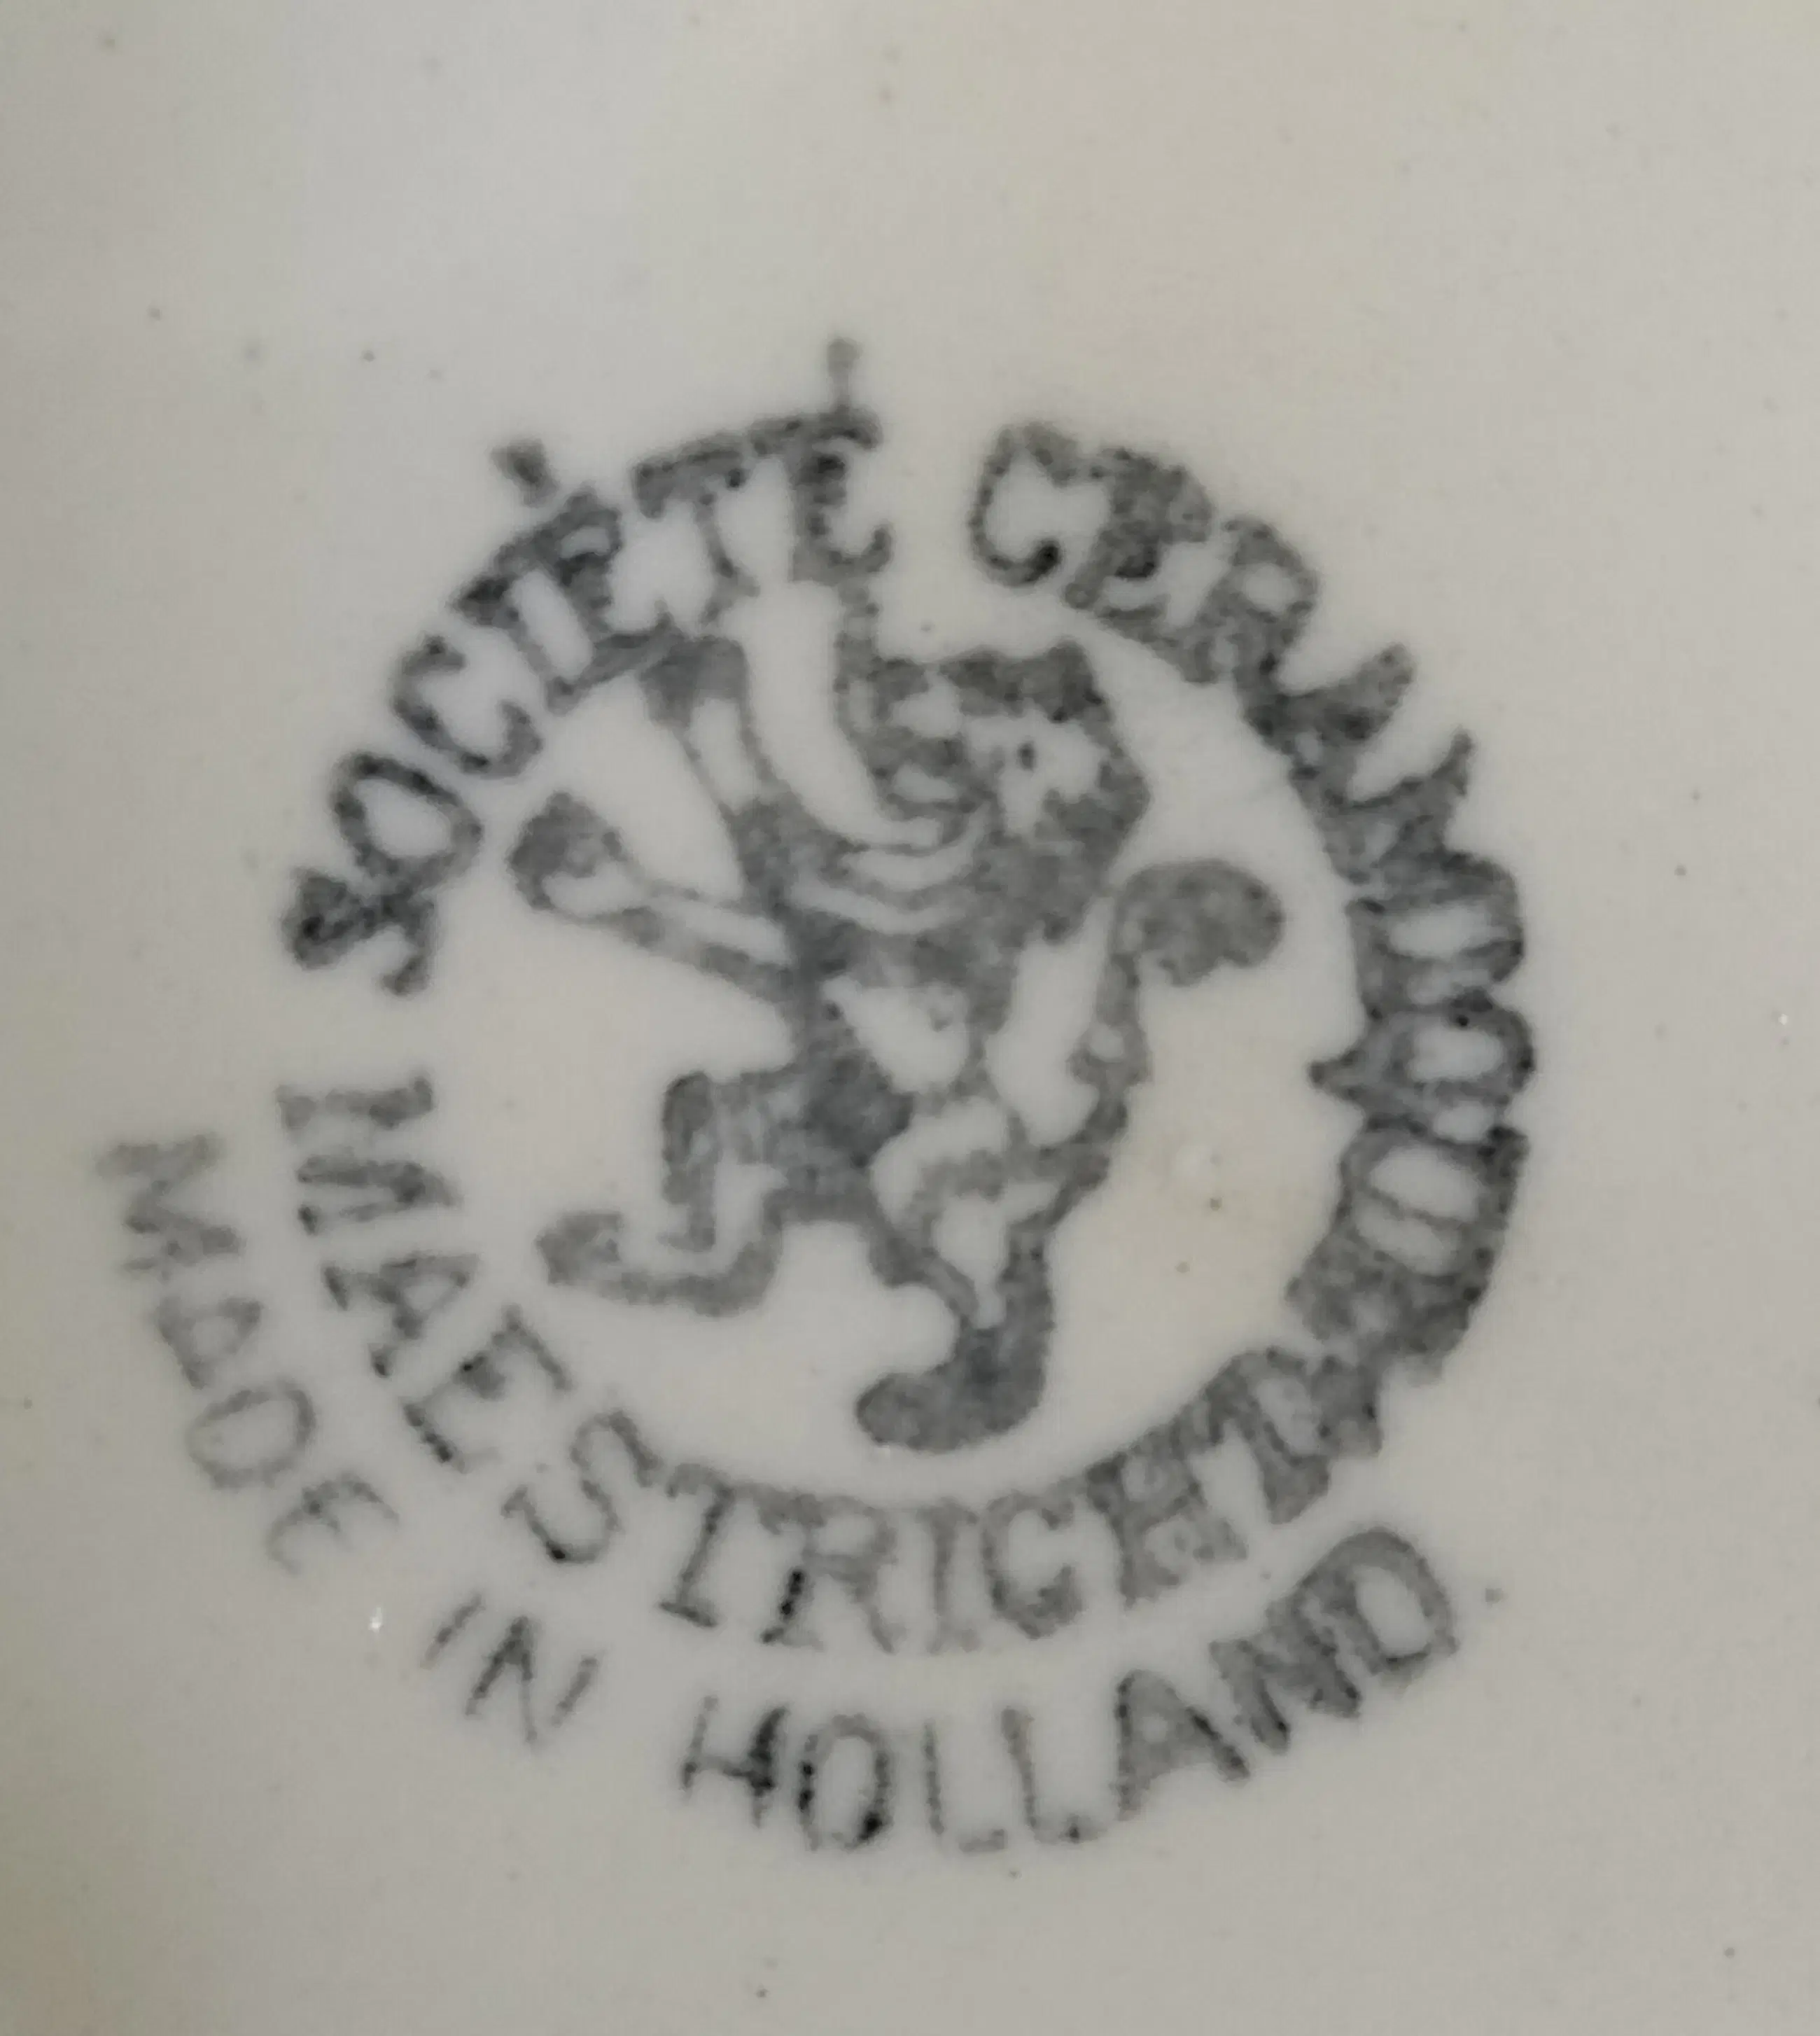 SOCIÉTÉ CERAMIQUE
MAESTRICHT
MADE IN HOLLAND.